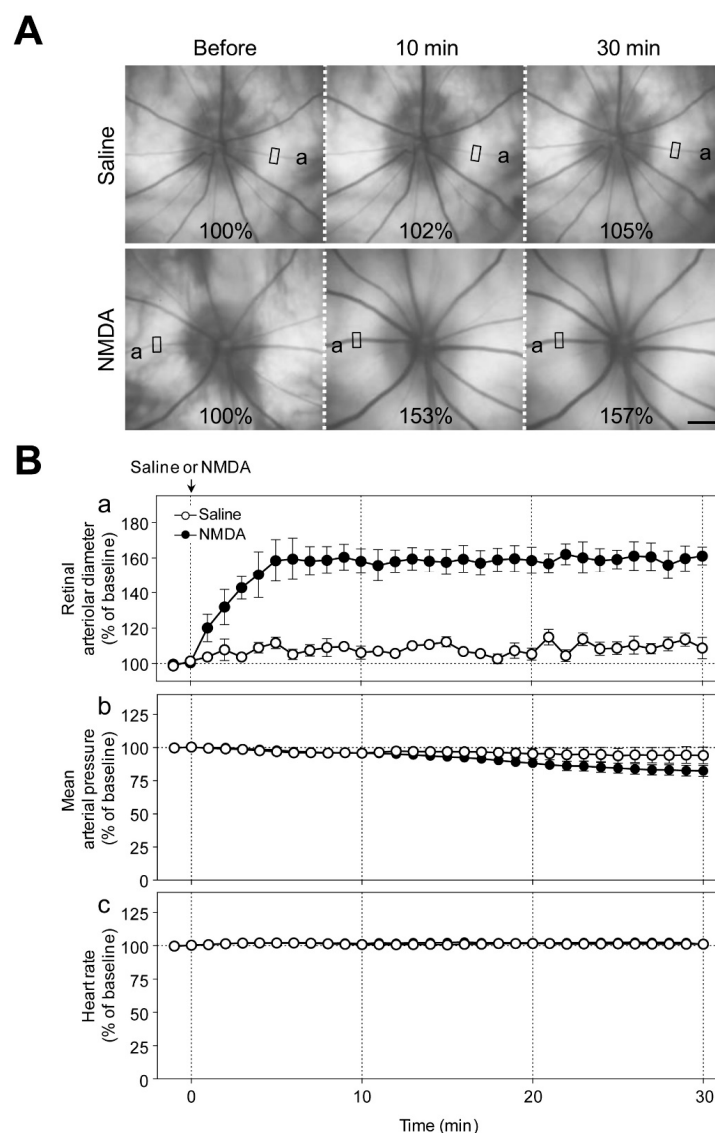 A
Before 10 min 30 min
Saline
a a a
100% 102% 105%
NMDA
a a a
100% 153% 157%
B
Saline or NMDA
a
Saline
NMDA
Retinal
arteriolar diameter
(% of baseline)
180
160
140
120
100
b
Mean
arterial pressure
(% of baseline)
125
100
75
50
25
0
c
Heart rate
(% of baseline)
125
100
75
50
25
0
0 10 20 30
Time (min)